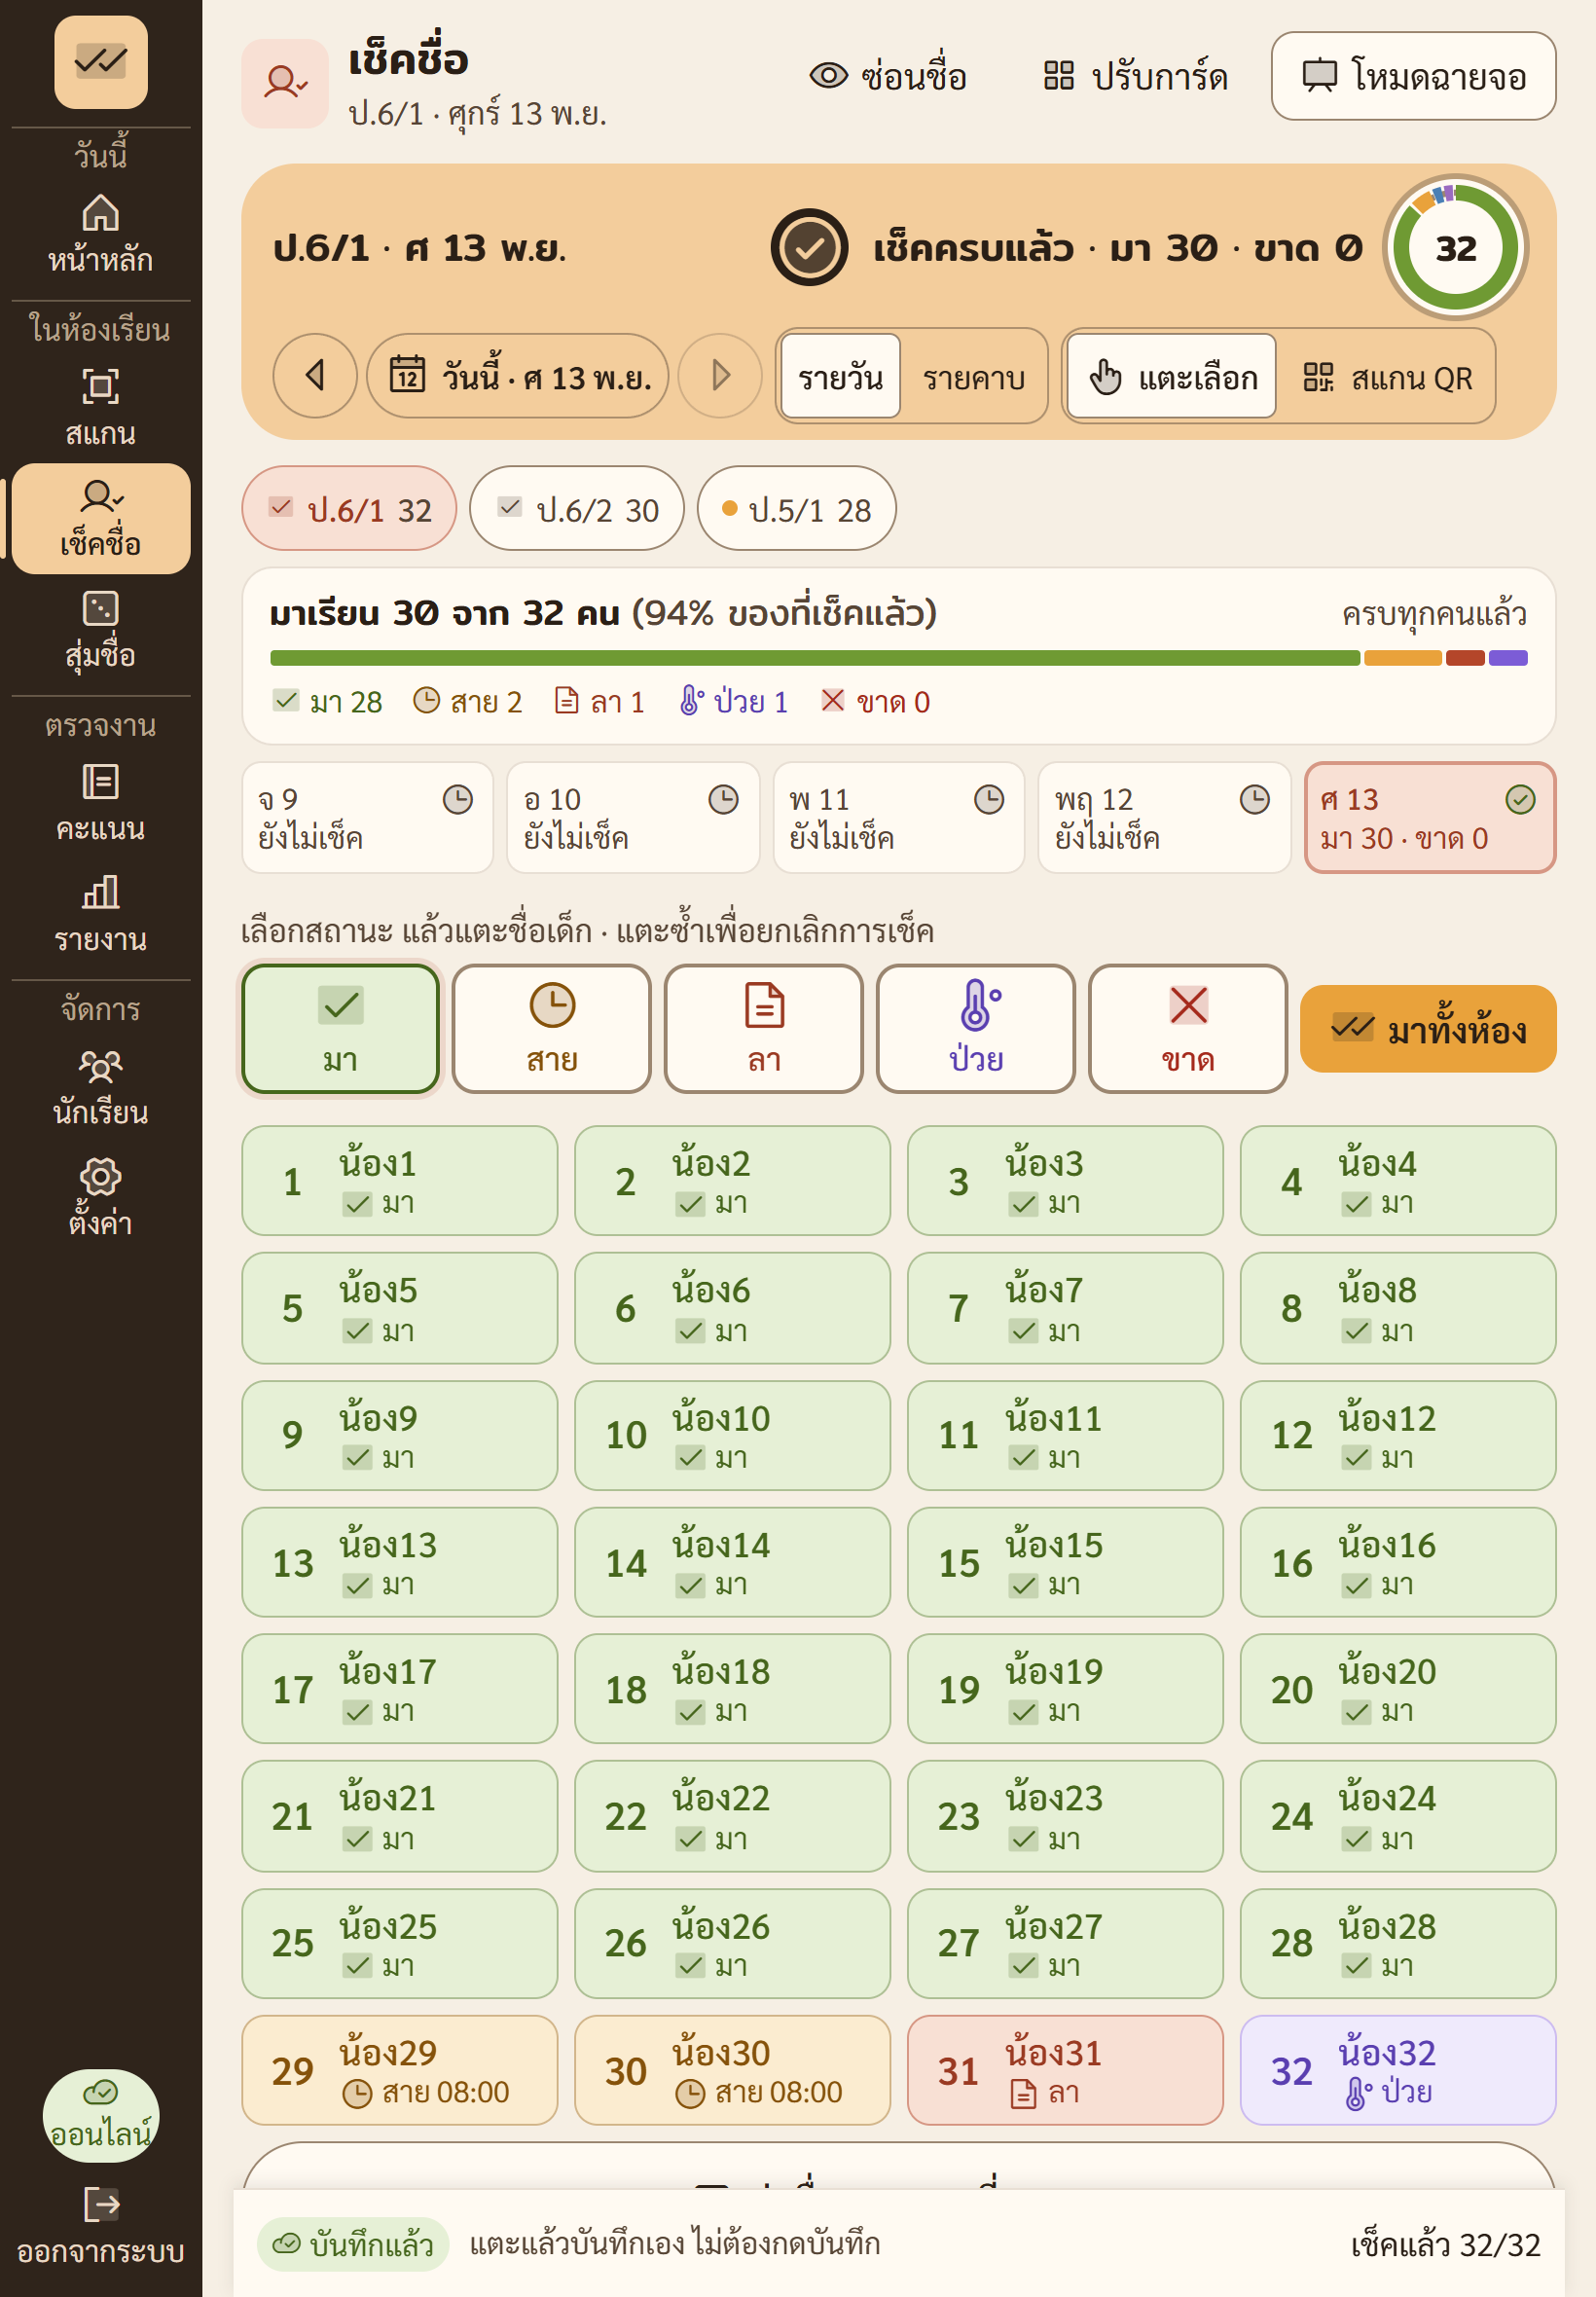 วันนี้
หน้าหลัก
ในห้องเรียน
สแกน
เช็คชื่อ
สุ่มชื่อ
ตรวจงาน
คะแนน
รายงาน
จัดการ
นักเรียน
ตั้งค่า
ออนไลน์
ออกจากระบบ
เช็คชื่อ
ป.6/1 · ศุกร์ 13 พ.ย.
ซ่อนชื่อ
ปรับการ์ด
โหมดฉายจอ
ป.6/1 · ศ 13 พ.ย.
เช็คครบแล้ว · มา 30 · ขาด 0
32
12
วันนี้ · ศ 13 พ.ย.
รายวัน
รายคาบ
แตะเลือก
สแกน QR
ป.6/1 32
ป.6/2 30
ป.5/1 28
มาเรียน 30 จาก 32 คน (94% ของที่เช็คแล้ว)
ครบทุกคนแล้ว
มา 28
สาย 2
ลา 1
ป่วย 1
ขาด 0
จ 9
ยังไม่เช็ค
อ 10
ยังไม่เช็ค
พ 11
ยังไม่เช็ค
พฤ 12
ยังไม่เช็ค
ศ 13
มา 30 · ขาด 0
เลือกสถานะ แล้วแตะชื่อเด็ก · แตะซ้ำเพื่อยกเลิกการเช็ค
มา
สาย
ลา
ป่วย
ขาด
มาทั้งห้อง
1 น้อง1
มา
2 น้อง2
มา
3 น้อง3
มา
4 น้อง4
มา
5 น้อง5
มา
6 น้อง6
มา
7 น้อง7
มา
8 น้อง8
มา
9 น้อง9
มา
10 น้อง10
มา
11 น้อง11
มา
12 น้อง12
มา
13 น้อง13
มา
14 น้อง14
มา
15 น้อง15
มา
16 น้อง16
มา
17 น้อง17
มา
18 น้อง18
มา
19 น้อง19
มา
20 น้อง20
มา
21 น้อง21
มา
22 น้อง22
มา
23 น้อง23
มา
24 น้อง24
มา
25 น้อง25
มา
26 น้อง26
มา
27 น้อง27
มา
28 น้อง28
มา
29 น้อง29
สาย 08:00
30 น้อง30
สาย 08:00
31 น้อง31
ลา
32 น้อง32
ป่วย
บันทึกแล้ว
แตะแล้วบันทึกเอง ไม่ต้องกดบันทึก
เช็คแล้ว 32/32